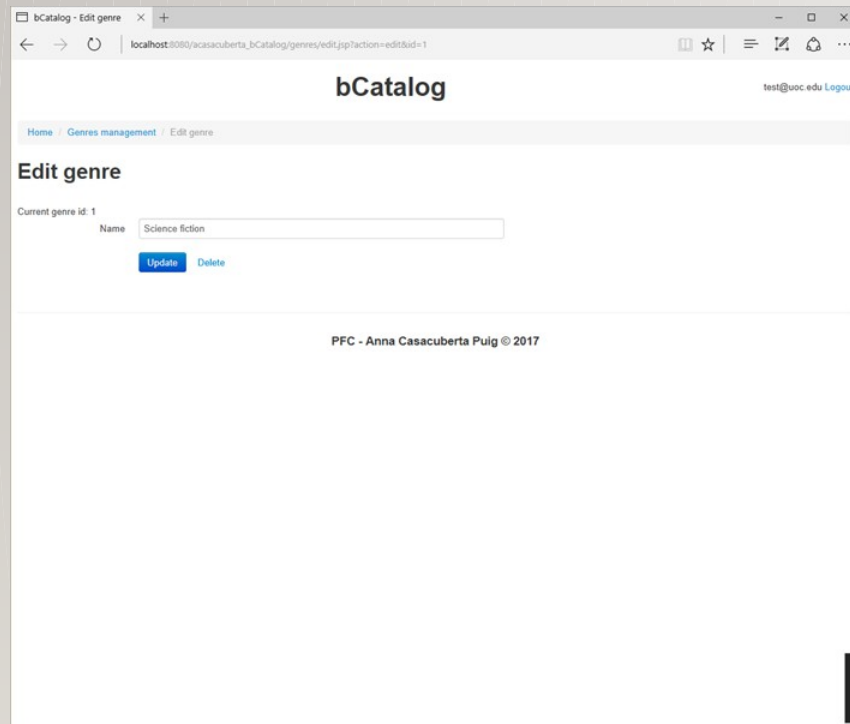 bCatalog - Edit genre
localhost:8080/acasacuberta_bCatalog/genres/edit.jsp?action=edit&id=1
bCatalog
test@uoc.edu Logou
Home / Genres management / Edit genre
Edit genre
Current genre id: 1
Name Science fiction
Update Delete
PFC - Anna Casacuberta Puig © 2017